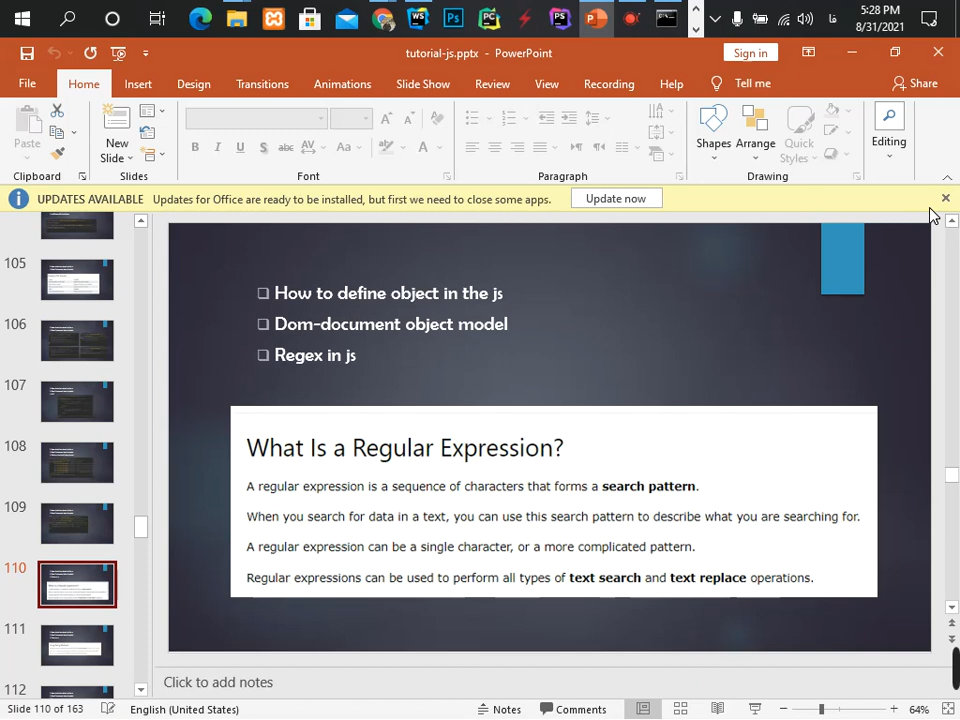 5:28 PM
فا
8/31/2021
tutorial-js.pptx - PowerPoint
Sign in
File Home Insert Design Transitions Animations Slide Show Review View Recording Help Tell me Share
Paste
New Slide
Shapes Arrange Quick Styles
Editing
Clipboard Slides Font Paragraph Drawing
UPDATES AVAILABLE Updates for Office are ready to be installed, but first we need to close some apps. Update now
105
106
107
108
109
110
111
112
How to define object in the js
Dom-document object model
Regex in js
What Is a Regular Expression?
A regular expression is a sequence of characters that forms a search pattern.
When you search for data in a text, you can use this search pattern to describe what you are searching for.
A regular expression can be a single character, or a more complicated pattern.
Regular expressions can be used to perform all types of text search and text replace operations.
Click to add notes
Slide 110 of 163 English (United States) Notes Comments 64%